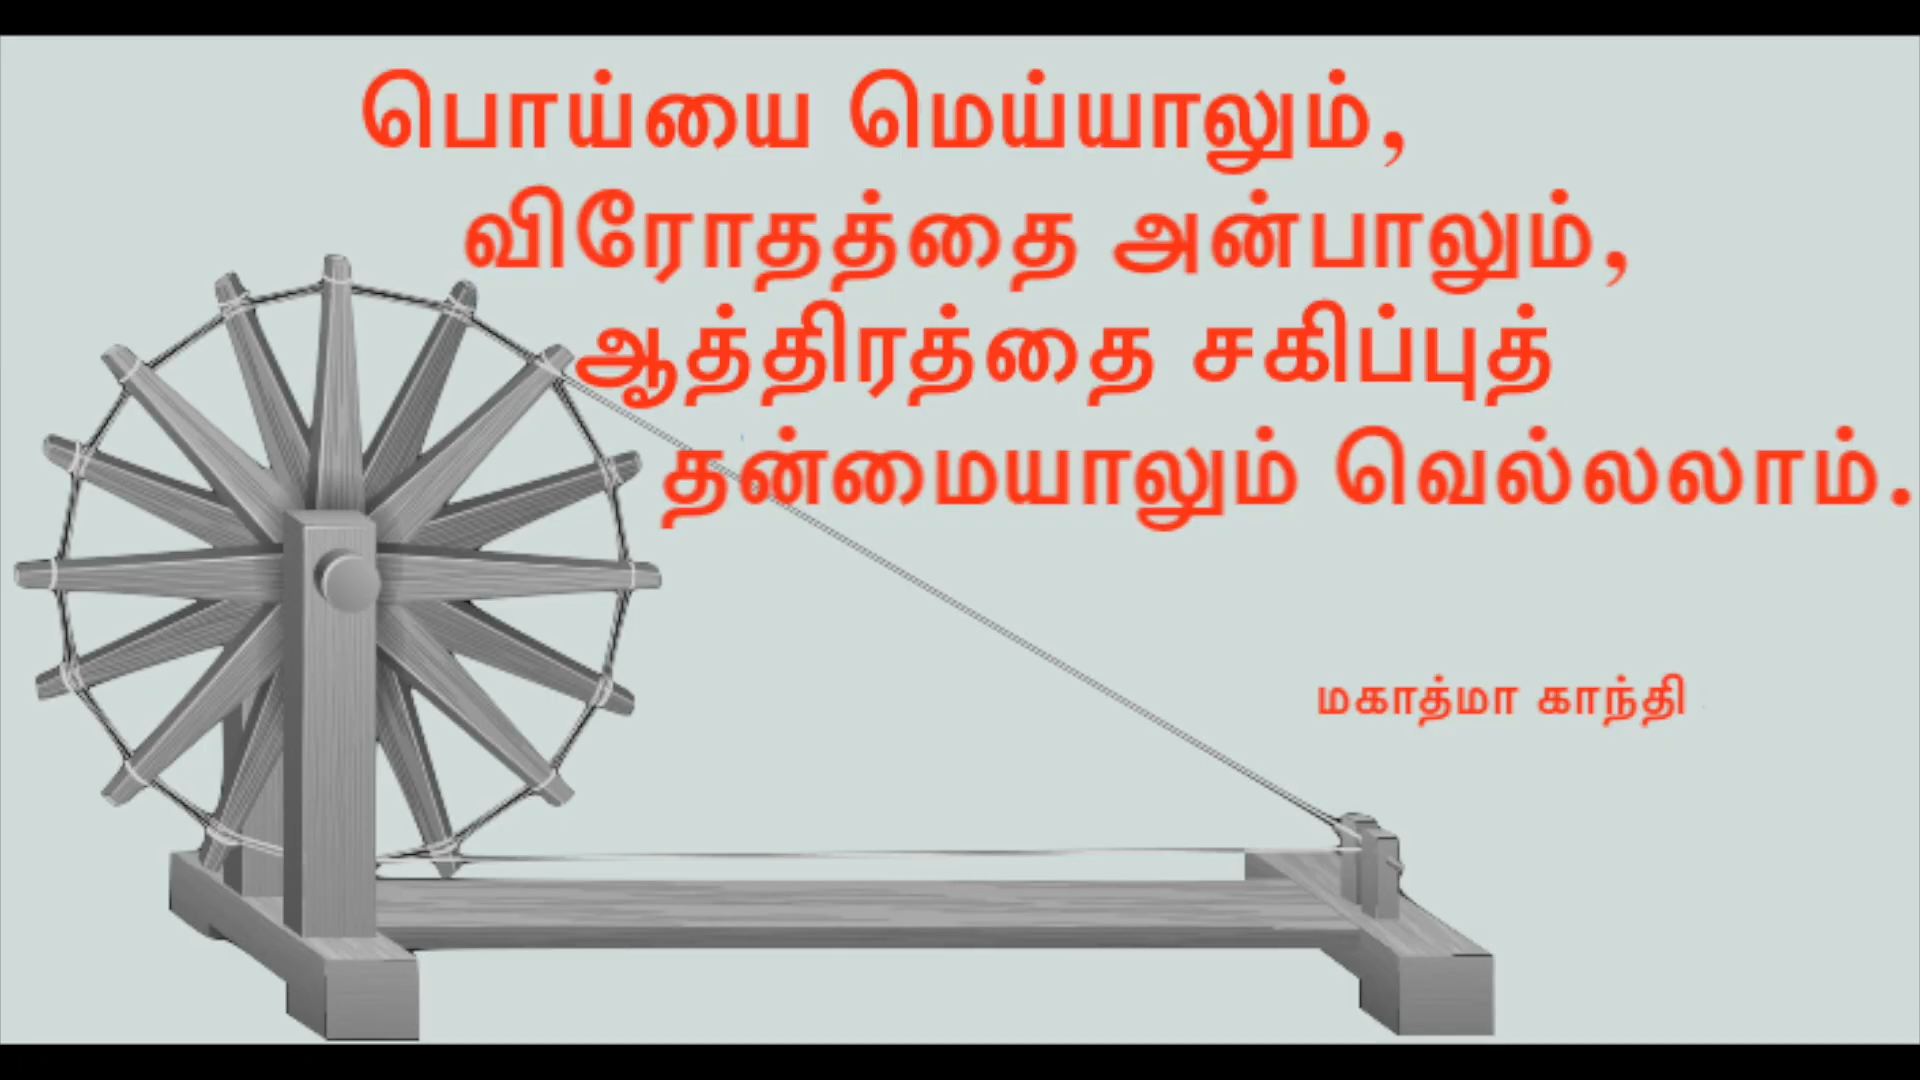 பொய்யை மெய்யாலும்,
விரோதத்தை அன்பாலும்,
ஆத்திரத்தை சகிப்புத்
தன்மையாலும் வெல்லலாம்.
மகாத்மா காந்தி